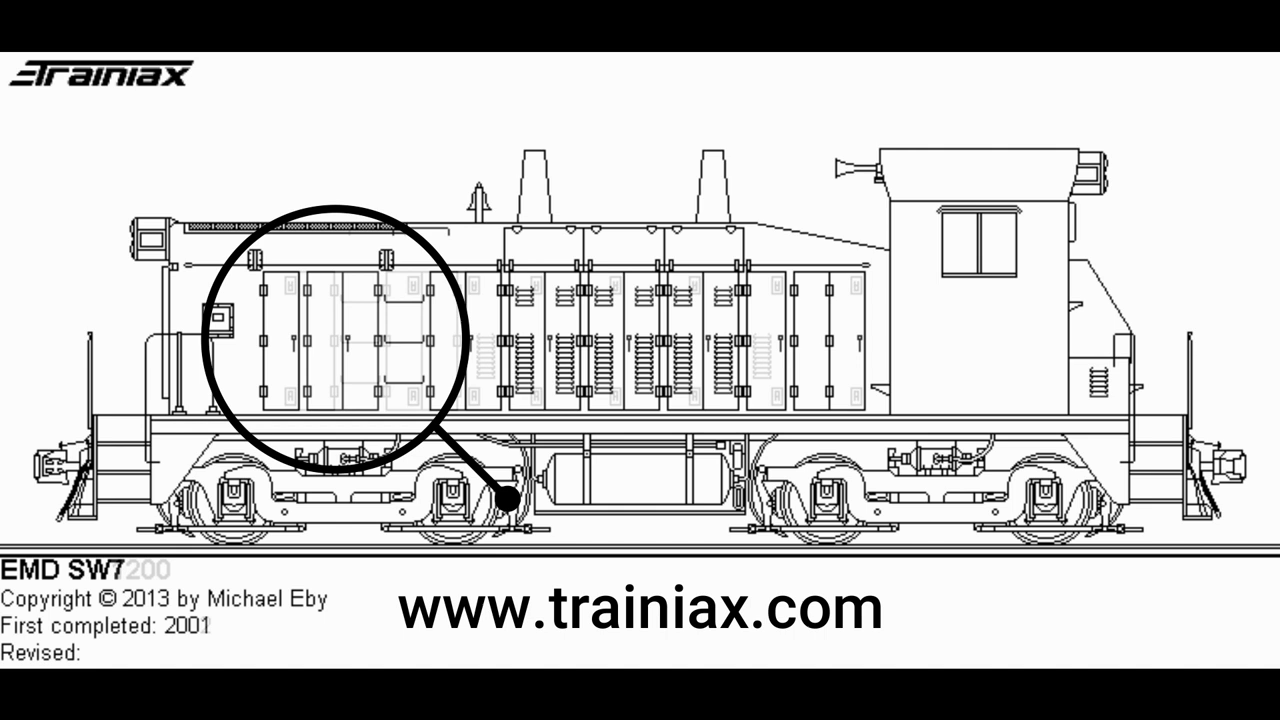 Trainiax
EMD SW7
Copyright © 2013 by Michael Eby
First completed: 2001
Revised:
www.trainiax.com